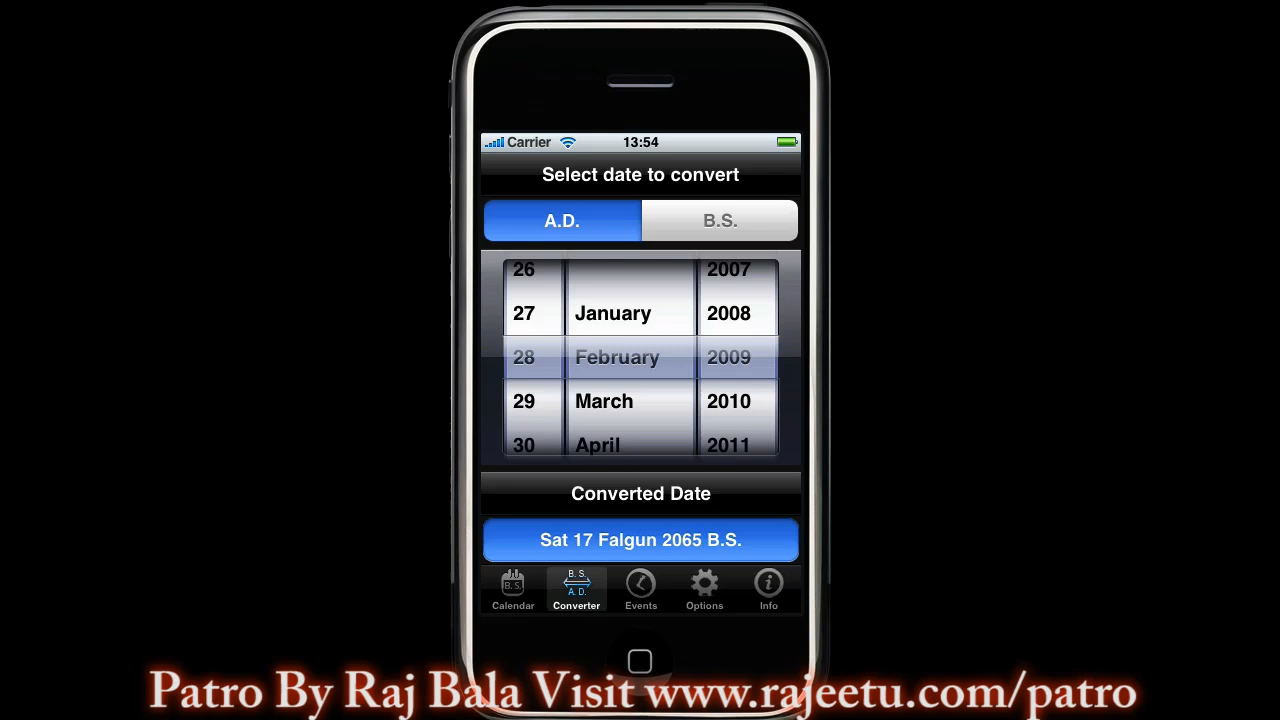 Carrier 13:54
Select date to convert
A.D. B.S.
26 2007
27 January 2008
28 February 2009
29 March 2010
30 April 2011
Converted Date
Sat 17 Falgun 2065 B.S.
B.S. B. S.
A. D.
Calendar Converter Events Options Info
Patro By Raj Bala Visit www.rajeetu.com/patro